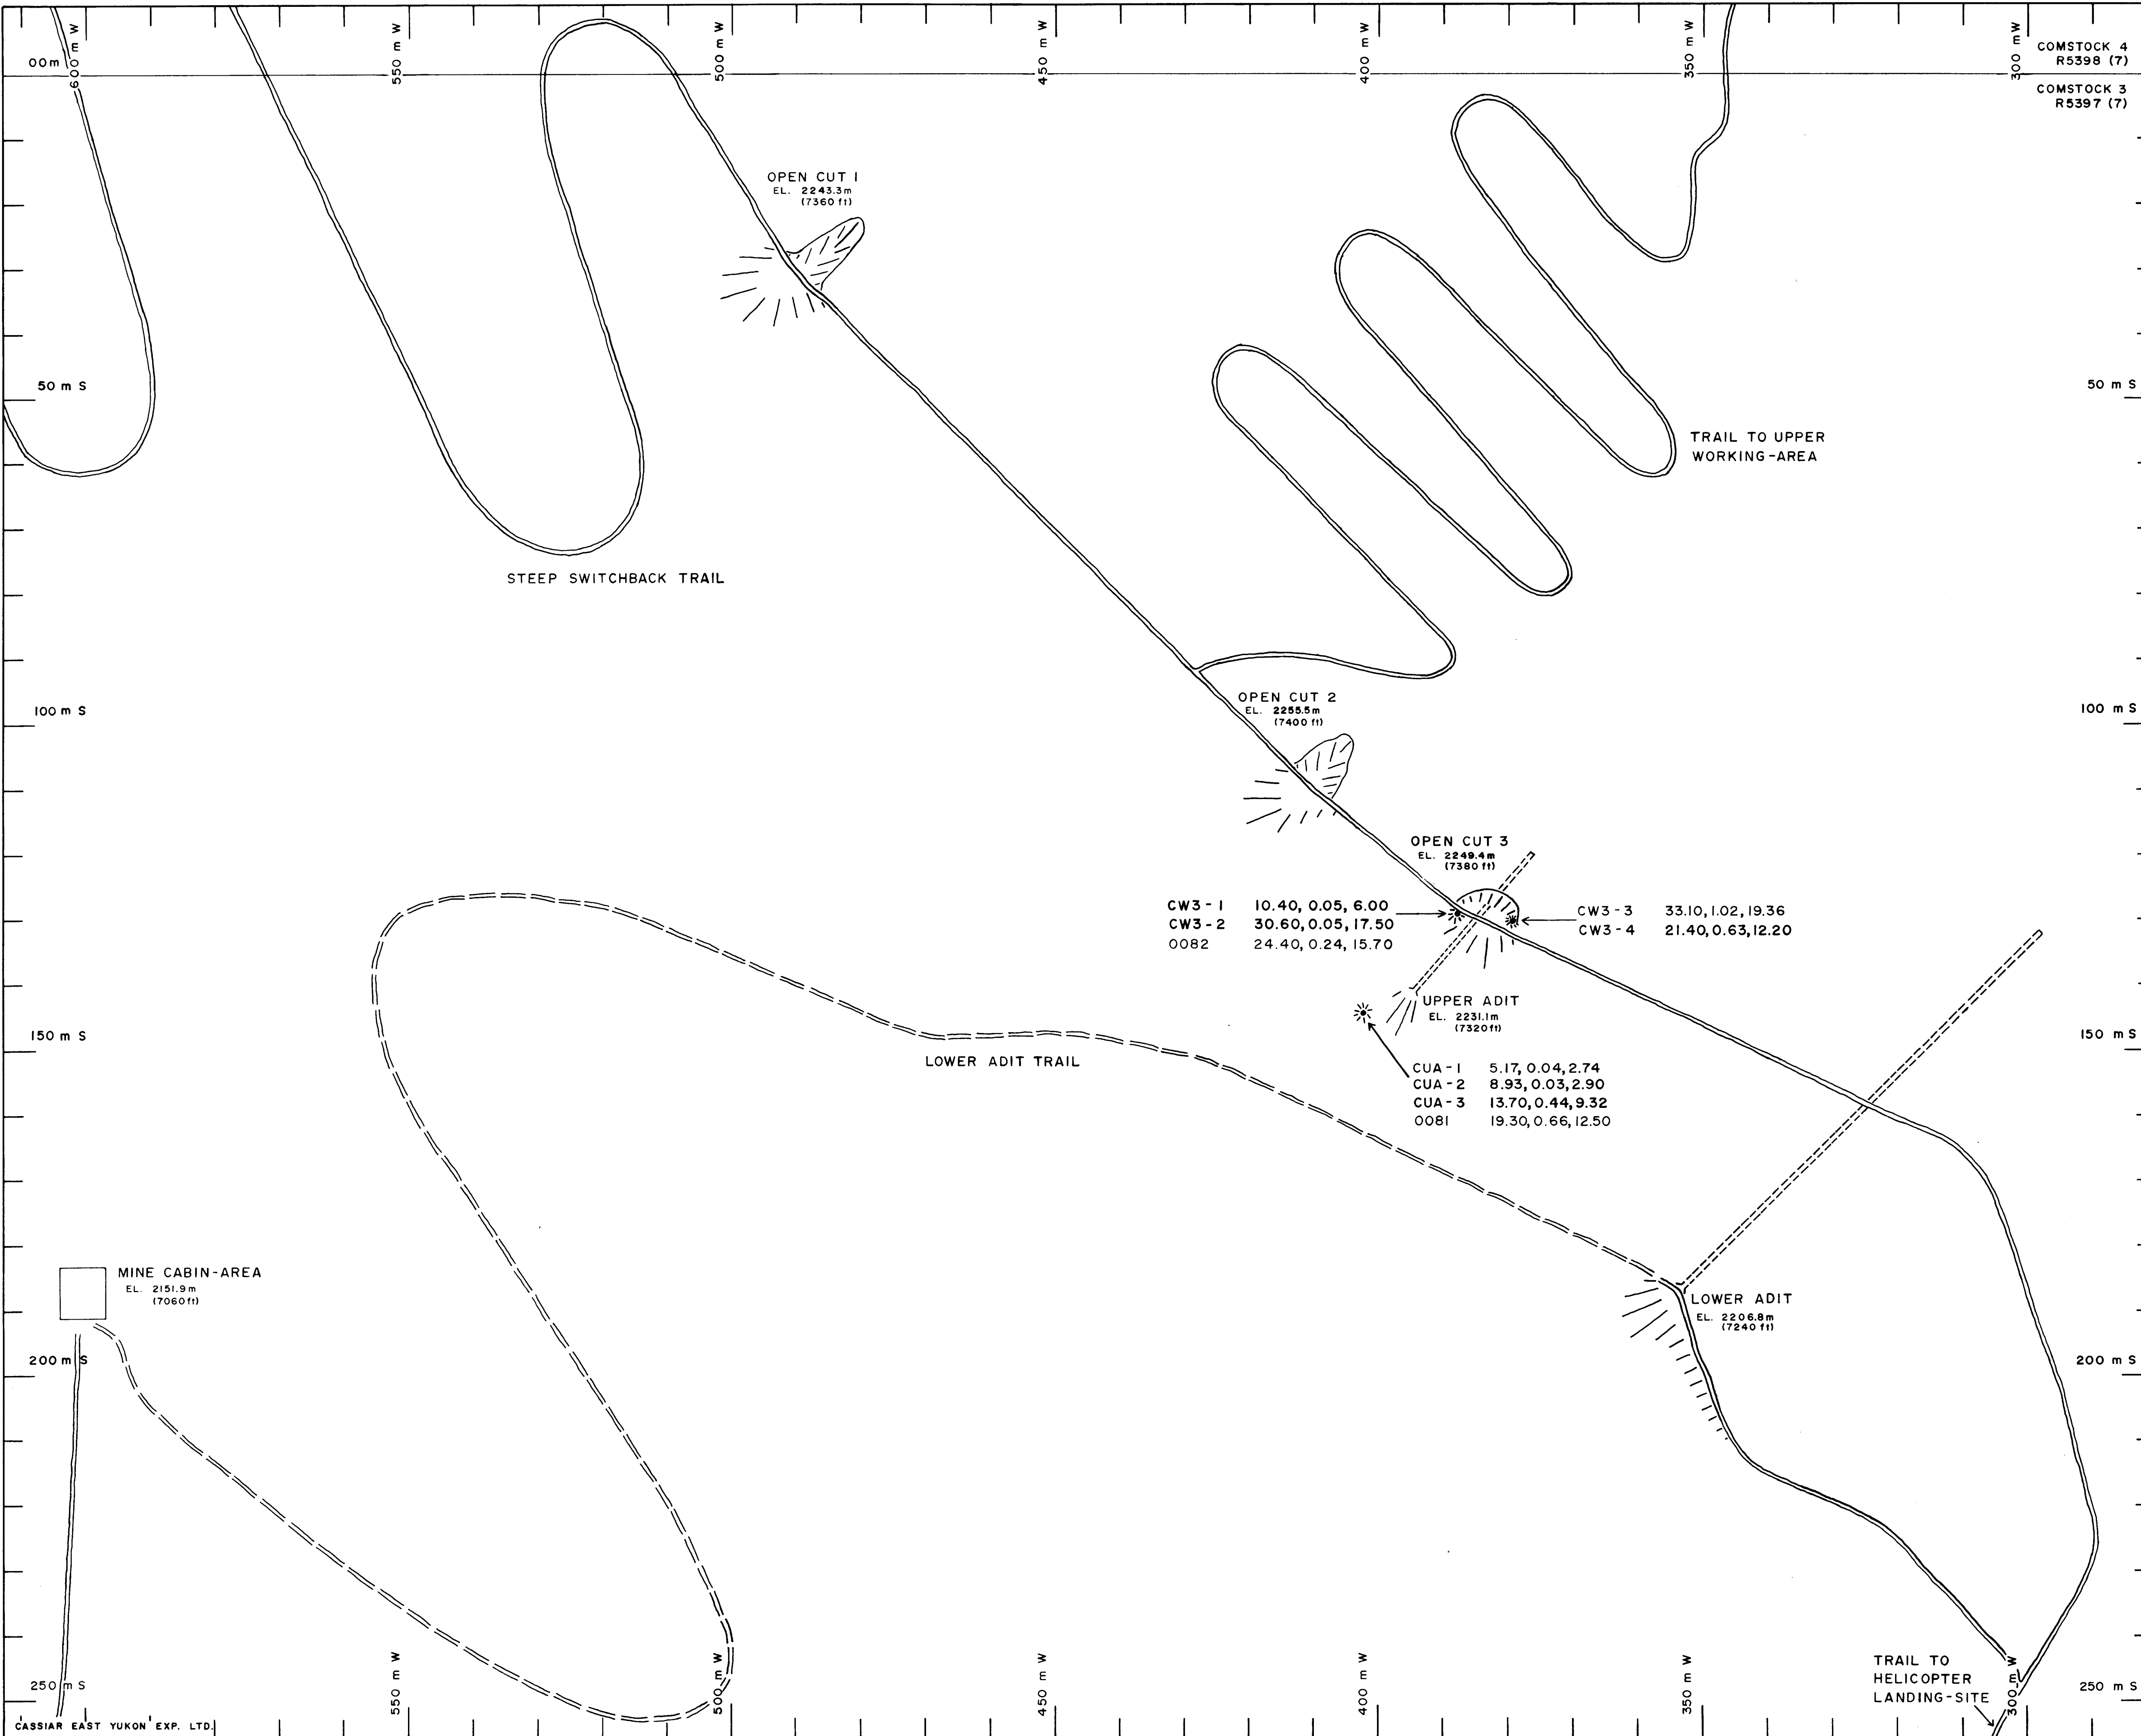 600 m W
550 m W
500 m W
450 m W
400 m W
350 m W
300 m W
COMSTOCK 4
R5398 (7)
00m
COMSTOCK 3
R5397 (7)
OPEN CUT 1
EL. 2243.3m
(7360 ft)
50 m S
50 m S
TRAIL TO UPPER
WORKING-AREA
STEEP SWITCHBACK TRAIL
OPEN CUT 2
EL. 2255.5m
(7400 ft)
100 m S
100 m S
OPEN CUT 3
EL. 2249.4m
(7380 ft)
CW3-1 10.40, 0.05, 6.00
CW3-2 30.60, 0.05, 17.50
0082 24.40, 0.24, 15.70
CW3-3 33.10, 1.02, 19.36
CW3-4 21.40, 0.63, 12.20
UPPER ADIT
EL. 2231.1m
(7320 ft)
150 m S
150 m S
LOWER ADIT TRAIL
CUA-1 5.17, 0.04, 2.74
CUA-2 8.93, 0.03, 2.90
CUA-3 13.70, 0.44, 9.32
0081 19.30, 0.66, 12.50
MINE CABIN-AREA
EL. 2151.9m
(7060 ft)
LOWER ADIT
EL. 2206.8m
(7240 ft)
200 m S
200 m S
TRAIL TO
HELICOPTER
LANDING-SITE
250 m S
250 m S
550 m W
500 m W
450 m W
400 m W
350 m W
300 m W
CASSIAR EAST YUKON EXP. LTD.